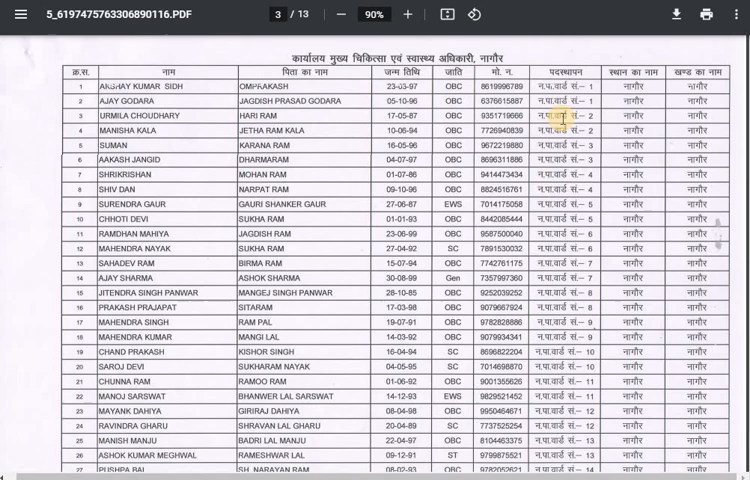 5_6197475763306890116.PDF 3 / 13 90%
कार्यालय मुख्य चिकित्सा एवं स्वास्थ्य अधिकारी, नागौर
क्र.स. नाम पिता का नाम जन्म तिथि जाति मो. न. पदस्थापन स्थान का नाम खण्ड का नाम
1 AKSHAY KUMAR SIDH OMPRAKASH 23-03-97 OBC 8619996789 न.पा.वार्ड सं.– 1 नागौर नागौर
2 AJAY GODARA JAGDISH PRASAD GODARA 05-10-96 OBC 6376615887 न.पा.वार्ड सं.– 1 नागौर नागौर
3 URMILA CHOUDHARY HARI RAM 17-05-87 OBC 9351719666 न.पा.वार्ड सं.– 2 नागौर नागौर
4 MANISHA KALA JETHA RAM KALA 10-06-94 OBC 7726940839 न.पा.वार्ड सं.– 2 नागौर नागौर
5 SUMAN KARANA RAM 16-05-96 OBC 9672219880 न.पा.वार्ड सं.– 3 नागौर नागौर
6 AAKASH JANGID DHARMARAM 04-07-97 OBC 8696311886 न.पा.वार्ड सं.– 3 नागौर नागौर
7 SHRIKRISHAN MOHAN RAM 01-07-86 OBC 9414473434 न.पा.वार्ड सं.– 4 नागौर नागौर
8 SHIV DAN NARPAT RAM 09-10-96 OBC 8824516761 न.पा.वार्ड सं.– 4 नागौर नागौर
9 SURENDRA GAUR GAURI SHANKER GAUR 27-06-87 EWS 7014175058 न.पा.वार्ड सं.– 5 नागौर नागौर
10 CHHOTI DEVI SUKHA RAM 01-01-93 OBC 8442085444 न.पा.वार्ड सं.– 5 नागौर नागौर
11 RAMDHAN MAHIYA JAGDISH RAM 23-06-99 OBC 9587500040 न.पा.वार्ड सं.– 6 नागौर नागौर
12 MAHENDRA NAYAK SUKHA RAM 27-04-92 SC 7891530032 न.पा.वार्ड सं.– 6 नागौर नागौर
13 SAHADEV RAM BIRMA RAM 15-07-94 OBC 7742761175 न.पा.वार्ड सं.– 7 नागौर नागौर
14 AJAY SHARMA ASHOK SHARMA 30-08-99 Gen 7357997360 न.पा.वार्ड सं.– 7 नागौर नागौर
15 JITENDRA SINGH PANWAR MANGEJ SINGH PANWAR 28-10-85 OBC 9252039252 न.पा.वार्ड सं.– 8 नागौर नागौर
16 PRAKASH PRAJAPAT SITARAM 17-03-98 OBC 9079667924 न.पा.वार्ड सं.– 8 नागौर नागौर
17 MAHENDRA SINGH RAM PAL 19-07-91 OBC 9782828886 न.पा.वार्ड सं.– 9 नागौर नागौर
18 MAHENDRA KUMAR MANGI LAL 14-03-92 OBC 9079934341 न.पा.वार्ड सं.– 9 नागौर नागौर
19 CHAND PRAKASH KISHOR SINGH 16-04-94 SC 8696822204 न.पा.वार्ड सं.– 10 नागौर नागौर
20 SAROJ DEVI SUKHARAM NAYAK 04-05-95 SC 7014698870 न.पा.वार्ड सं.– 10 नागौर नागौर
21 CHUNNA RAM RAMOO RAM 01-06-92 OBC 9001355626 न.पा.वार्ड सं.– 11 नागौर नागौर
22 MANOJ SARSWAT BHANWER LAL SARSWAT 14-12-93 EWS 9829521452 न.पा.वार्ड सं.– 11 नागौर नागौर
23 MAYANK DAHIYA GIRIRAJ DAHIYA 08-04-98 OBC 9950464671 न.पा.वार्ड सं.– 12 नागौर नागौर
24 RAVINDRA GHARU SHRAVAN LAL GHARU 20-04-89 SC 7737525254 न.पा.वार्ड सं.– 12 नागौर नागौर
25 MANISH MANJU BADRI LAL MANJU 22-04-97 OBC 8104463375 न.पा.वार्ड सं.– 13 नागौर नागौर
26 ASHOK KUMAR MEGHWAL RAMESHWAR LAL 09-12-91 ST 9799875521 न.पा.वार्ड सं.– 13 नागौर नागौर
27 PUSHPA BAI SH. NARAYAN RAM 08-02-93 OBC 9782052621 न.पा.वार्ड सं.– 14 नागौर नागौर